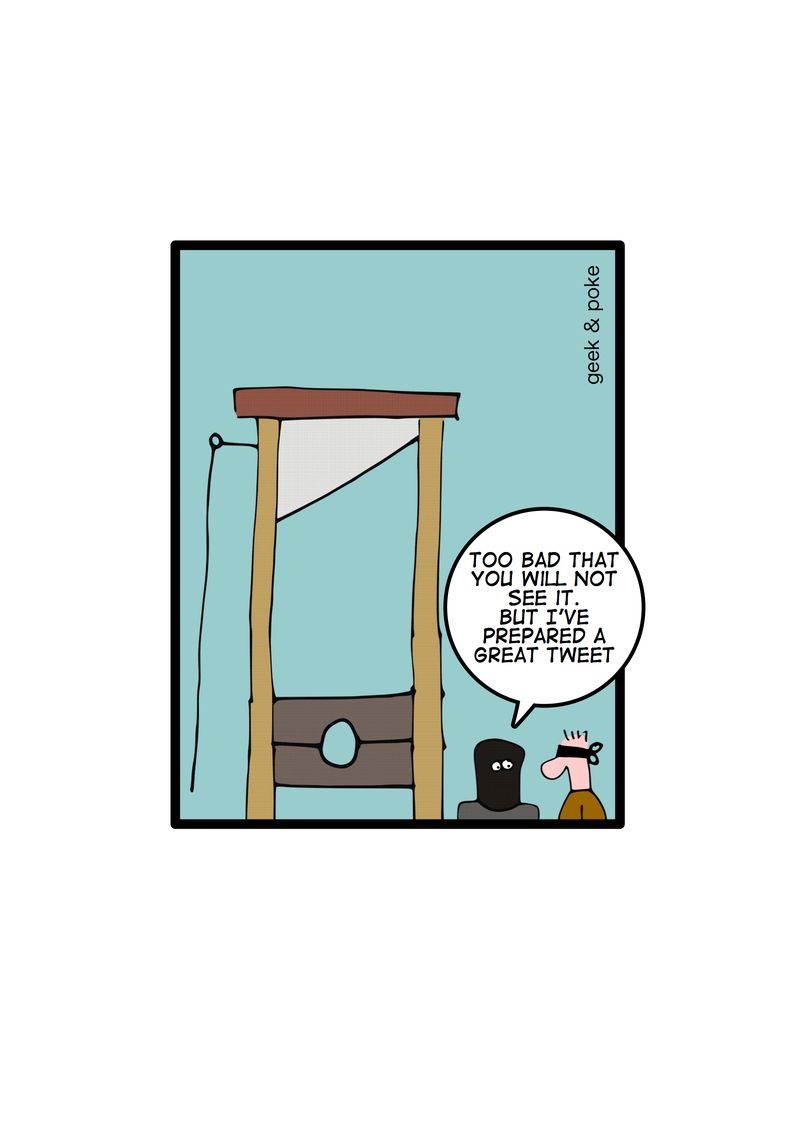 geek & poke
TOO BAD THAT
YOU WILL NOT
SEE IT.
BUT I'VE
PREPARED A
GREAT TWEET